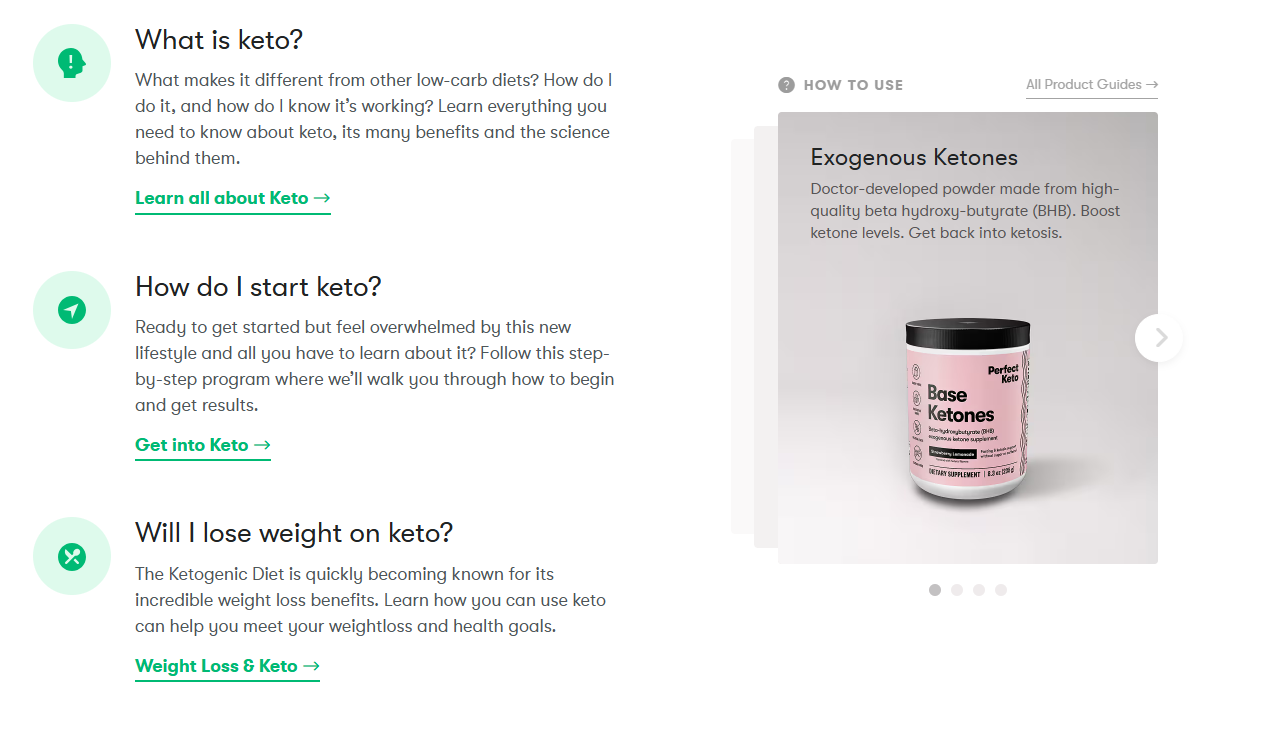 What is keto?
What makes it different from other low-carb diets? How do I
do it, and how do I know it’s working? Learn everything you
need to know about keto, its many benefits and the science
behind them.
Learn all about Keto →
How do I start keto?
Ready to get started but feel overwhelmed by this new
lifestyle and all you have to learn about it? Follow this step-
by-step program where we’ll walk you through how to begin
and get results.
Get into Keto →
Will I lose weight on keto?
The Ketogenic Diet is quickly becoming known for its
incredible weight loss benefits. Learn how you can use keto
can help you meet your weightloss and health goals.
Weight Loss & Keto →
HOW TO USE
All Product Guides →
Exogenous Ketones
Doctor-developed powder made from high-
quality beta hydroxy-butyrate (BHB). Boost
ketone levels. Get back into ketosis.
Perfect
Keto
Base
Ketones
Beta-hydroxybutyrate (BHB)
exogenous ketone supplement
Strawberry Lemonade
DIETARY SUPPLEMENT